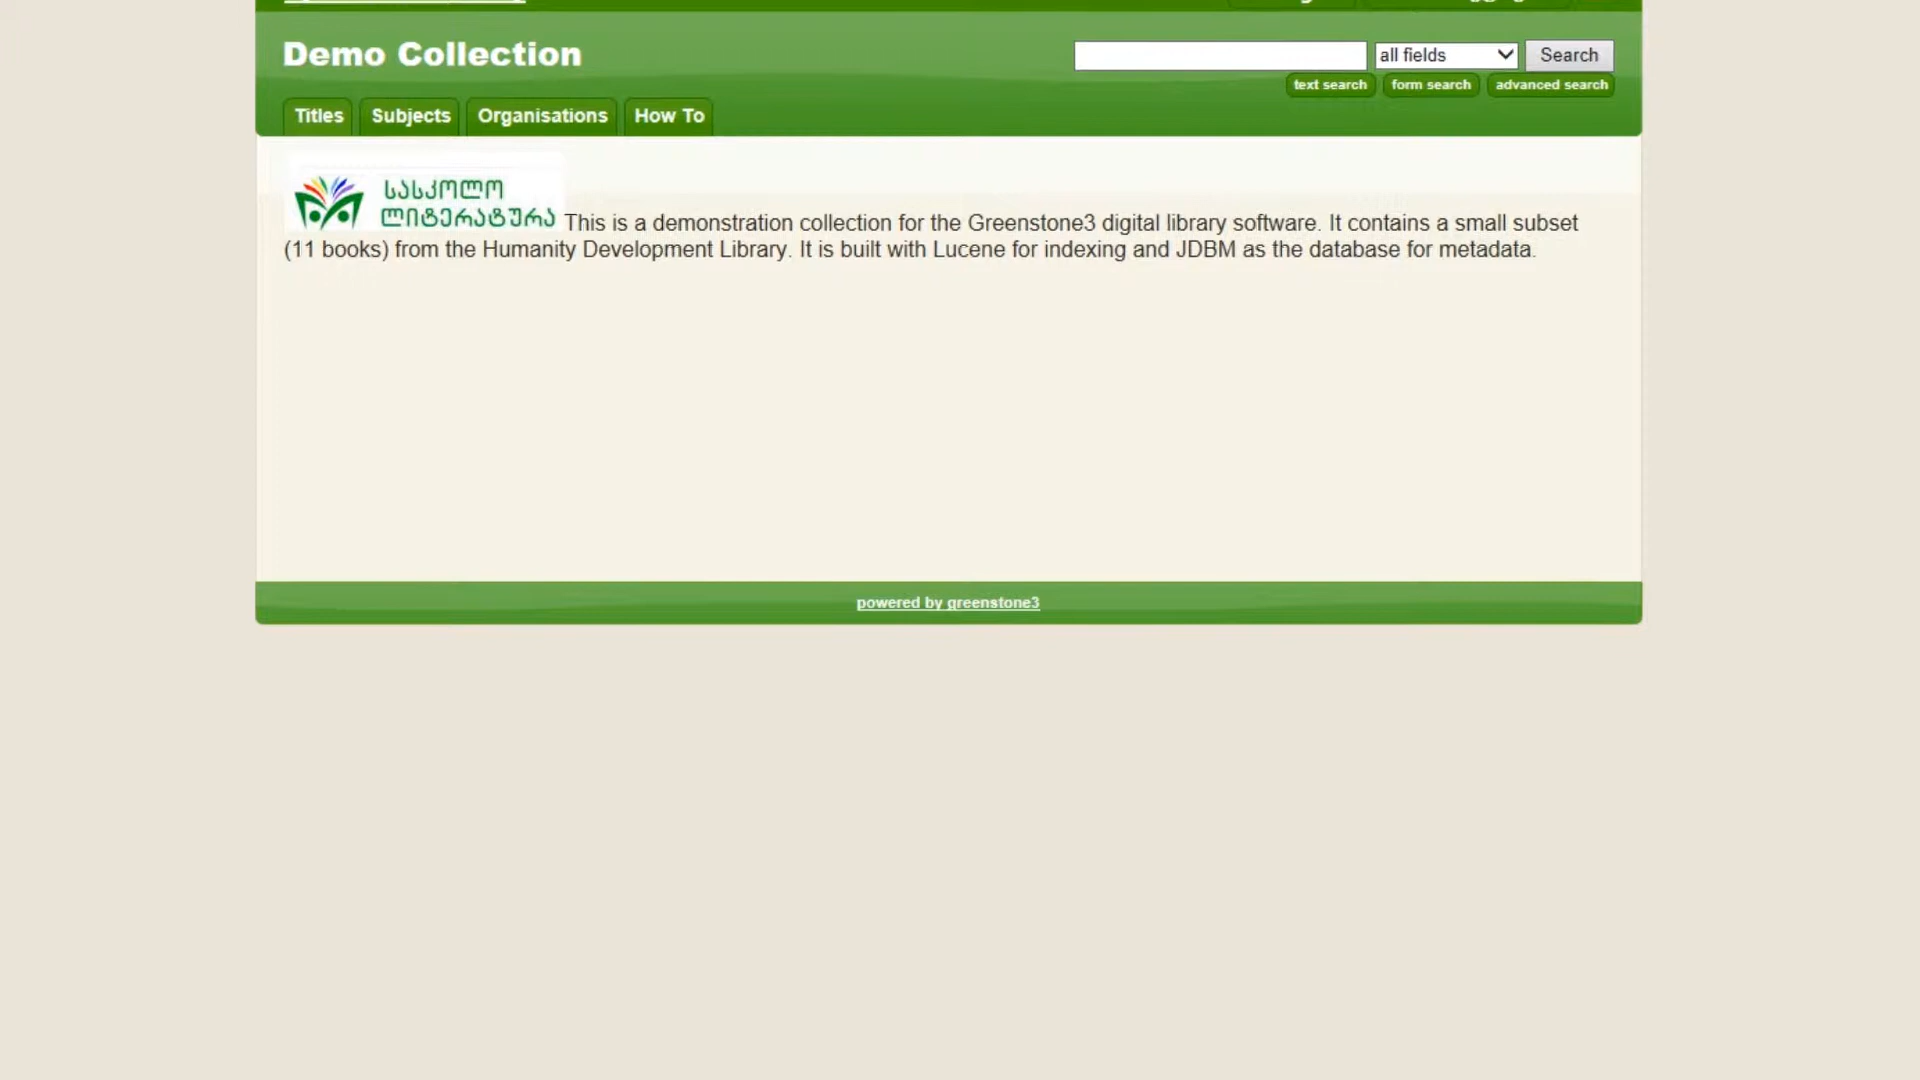 Demo Collection
all fields
Search
text search
form search
advanced search
Titles
Subjects
Organisations
How To
სასკოლო
ლიტერატურა
This is a demonstration collection for the Greenstone3 digital library software. It contains a small subset
(11 books) from the Humanity Development Library. It is built with Lucene for indexing and JDBM as the database for metadata.
powered by greenstone3